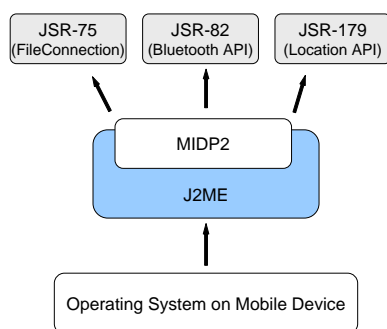 JSR-75
(FileConnection)
JSR-82
(Bluetooth API)
JSR-179
(Location API)
MIDP2
J2ME
Operating System on Mobile Device